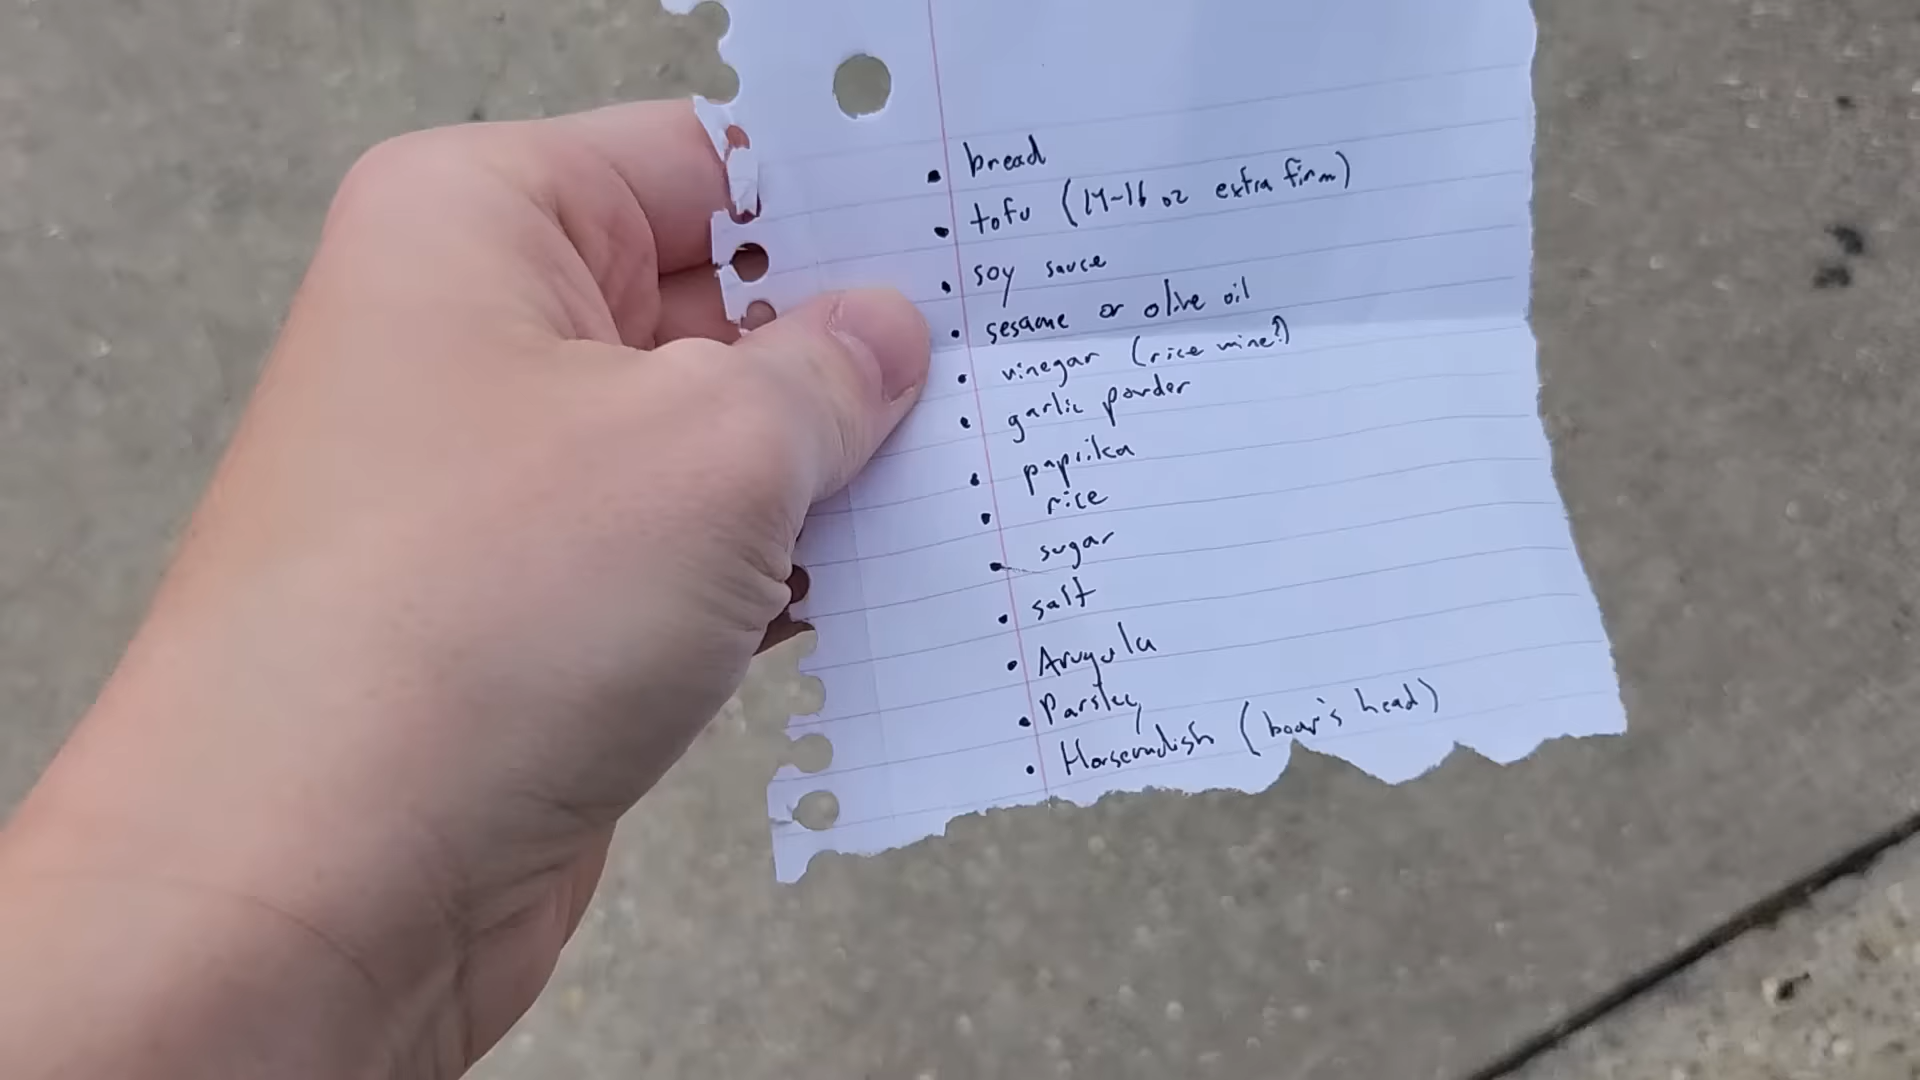 • bread
• tofu (14-16 oz extra firm)
• soy sauce
• sesame or olive oil
• vinegar (rice wine?)
• garlic powder
• paprika
• rice
• sugar
• salt
• Arugula
• Parsley
• Horseradish (boar's head)